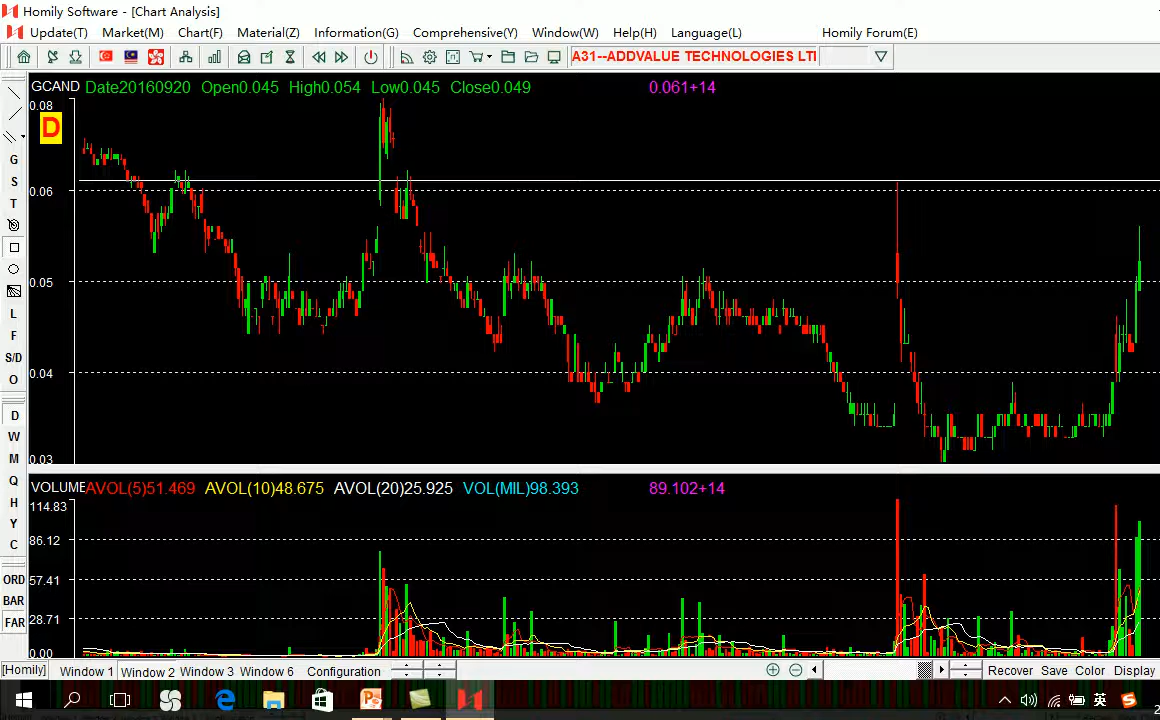 Homily Software - [Chart Analysis]
Update(T) Market(M) Chart(F) Material(Z) Information(G) Comprehensive(Y) Window(W) Help(H) Language(L) Homily Forum(E)
A31--ADDVALUE TECHNOLOGIES LTI
GCAND Date20160920 Open0.045 High0.054 Low0.045 Close0.049 0.061+14
0.08
D
0.06
0.05
0.04
0.03
G
S
T
L
F
S/D
O
D
W
M
Q
H
Y
C
ORD
BAR
FAR
VOLUME AVOL(5)51.469 AVOL(10)48.675 AVOL(20)25.925 VOL(MIL)98.393 89.102+14
114.83
86.12
57.41
28.71
0.00
[Homily] Window 1 Window 2 Window 3 Window 6 Configuration Recover Save Color Display
英
2